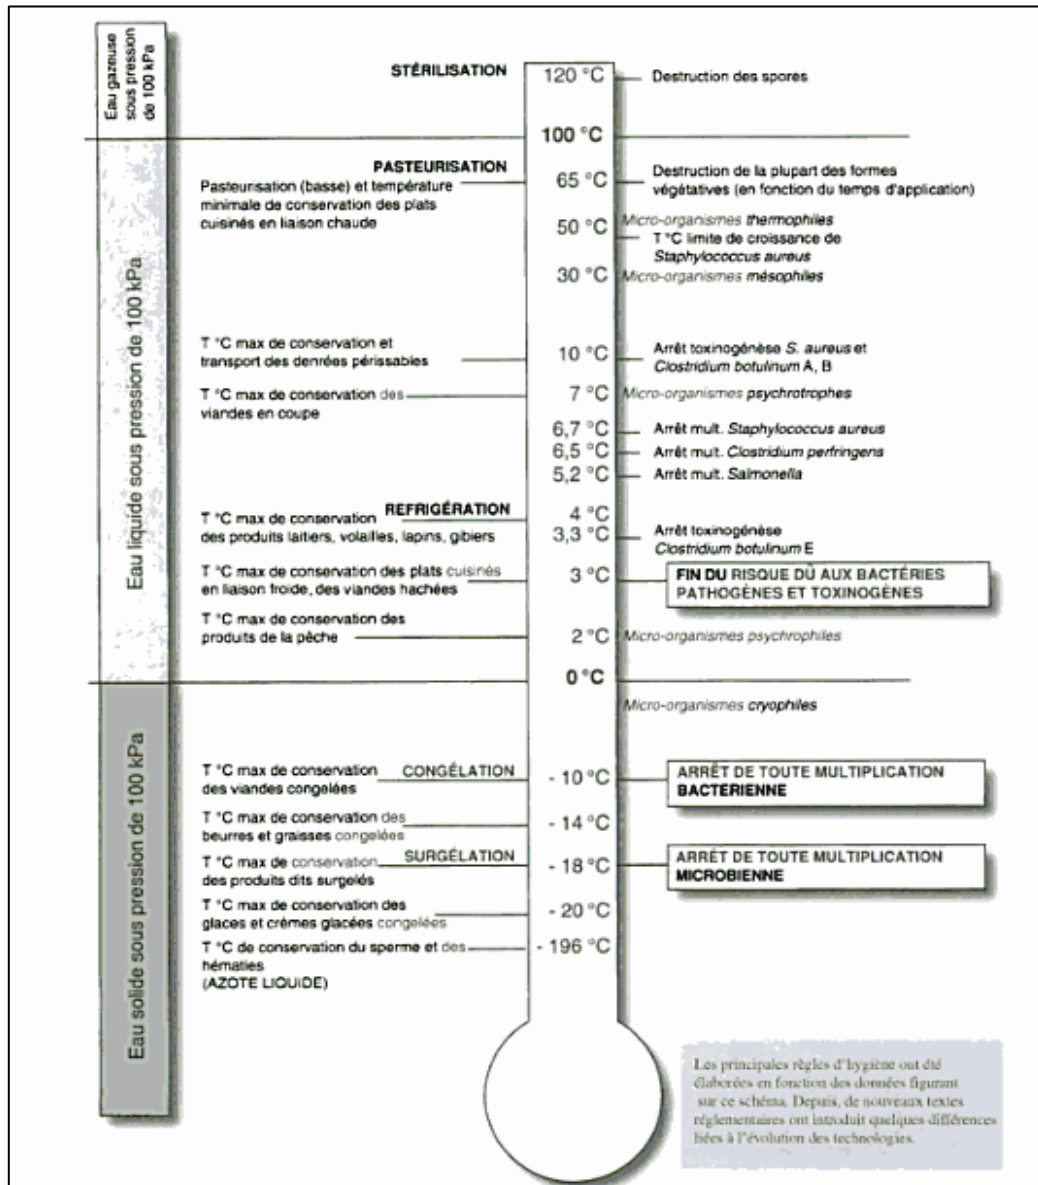 Eau gazeuse
sous pression
de 100 kPa
Eau liquide sous pression de 100 kPa
Eau solide sous pression de 100 kPa
STÉRILISATION
120 °C
Destruction des spores
100 °C
PASTEURISATION
Pasteurisation (basse) et température
minimale de conservation des plats
cuisinés en liaison chaude
65 °C
Destruction de la plupart des formes
végétatives (en fonction du temps d'application)
50 °C
Micro-organismes thermophiles
T °C limite de croissance de
Staphylococcus aureus
30 °C
Micro-organismes mésophiles
T °C max de conservation et
transport des denrées périssables
10 °C
Arrêt toxinogénèse S. aureus et
Clostridium botulinum A, B
T °C max de conservation des
viandes en coupe
7 °C
Micro-organismes psychrotrophes
6,7 °C
Arrêt mult. Staphylococcus aureus
6,5 °C
Arrêt mult. Clostridium perfringens
5,2 °C
Arrêt mult. Salmonella
REFRIGÉRATION
T °C max de conservation
des produits laitiers, volailles, lapins, gibiers
4 °C
3,3 °C
Arrêt toxinogénèse
Clostridium botulinum E
T °C max de conservation des plats cuisinés
en liaison froide, des viandes hachées
3 °C
FIN DU RISQUE DÛ AUX BACTÉRIES
PATHOGÈNES ET TOXINOGÈNES
T °C max de conservation des
produits de la pêche
2 °C
Micro-organismes psychrophiles
0 °C
Micro-organismes cryophiles
T °C max de conservation
des viandes congelées
CONGÉLATION
- 10 °C
ARRÊT DE TOUTE MULTIPLICATION
BACTÉRIENNE
T °C max de conservation des
beurres et graisses congelées
- 14 °C
T °C max de conservation
des produits dits surgelés
SURGÉLATION
- 18 °C
ARRÊT DE TOUTE MULTIPLICATION
MICROBIENNE
T °C max de conservation des
glaces et crèmes glacées congelées
- 20 °C
T °C de conservation du sperme et des
hématies
(AZOTE LIQUIDE)
- 196 °C
Les principales règles d'hygiène ont été
élaborées en fonction des données figurant
sur ce schéma. Depuis, de nouveaux textes
réglementaires ont introduit quelques différences
liées à l'évolution des technologies.